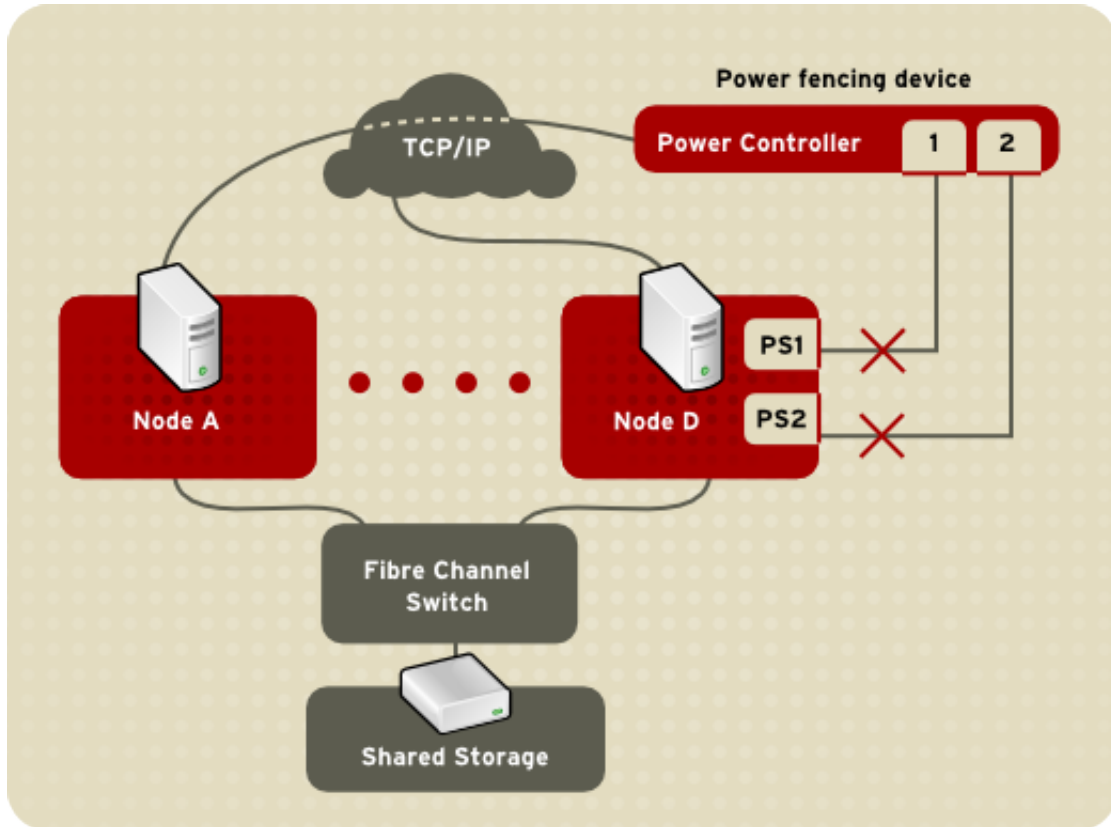 Power fencing device
Power Controller
1
2
TCP/IP
Node A
Node D
PS1
PS2
Fibre Channel
Switch
Shared Storage